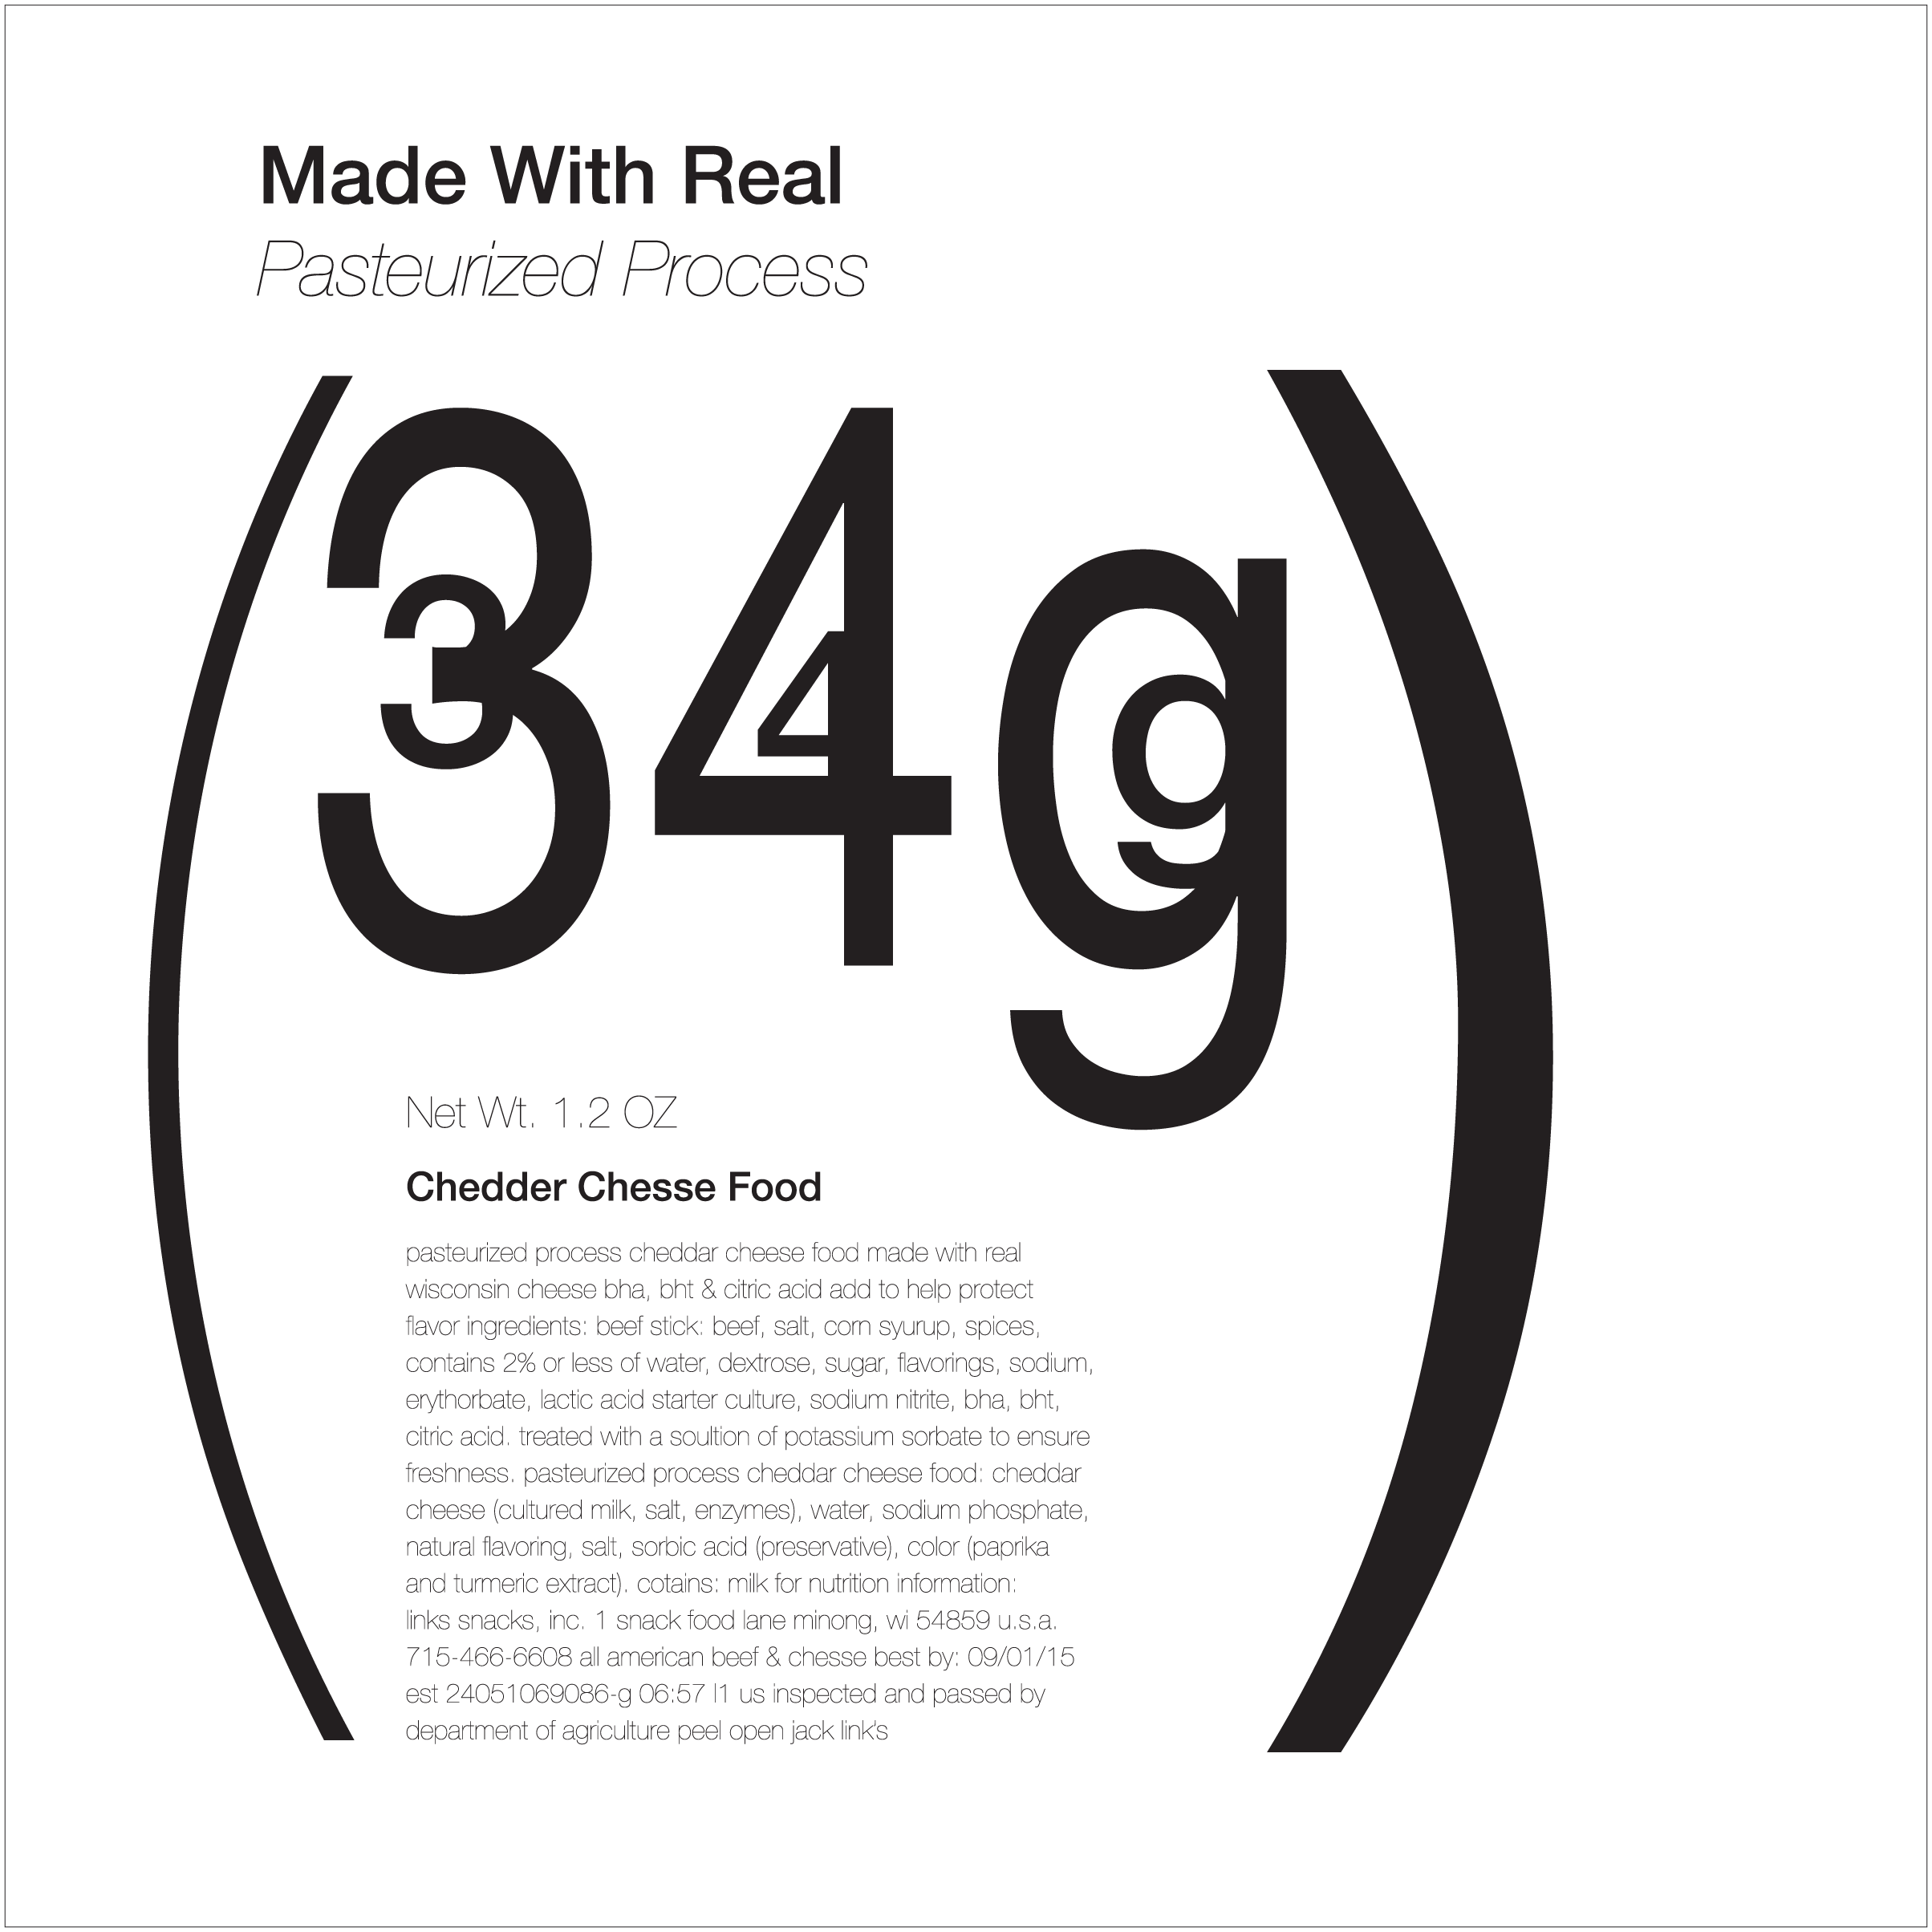 Made With Real
Pasteurized Process
(34g)
34g
Net Wt. 1.2 OZ
Chedder Chesse Food
pasteurized process cheddar cheese food made with real
wisconsin cheese bha, bht & citric acid add to help protect
flavor ingredients: beef stick: beef, salt, corn syurup, spices,
contains 2% or less of water, dextrose, sugar, flavorings, sodium,
erythorbate, lactic acid starter culture, sodium nitrite, bha, bht,
citric acid. treated with a soultion of potassium sorbate to ensure
freshness. pasteurized process cheddar cheese food: cheddar
cheese (cultured milk, salt, enzymes), water, sodium phosphate,
natural flavoring, salt, sorbic acid (preservative), color (paprika
and turmeric extract). cotains: milk for nutrition information:
links snacks, inc. 1 snack food lane minong, wi 54859 u.s.a.
715-466-6608 all american beef & chesse best by: 09/01/15
est 24051069086-g 06:57 l1 us inspected and passed by
department of agriculture peel open jack link's